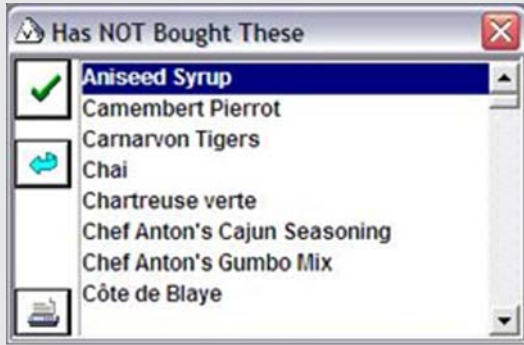 Has NOT Bought These
Aniseed Syrup
Camembert Pierrot
Carnarvon Tigers
Chai
Chartreuse verte
Chef Anton's Cajun Seasoning
Chef Anton's Gumbo Mix
Côte de Blaye